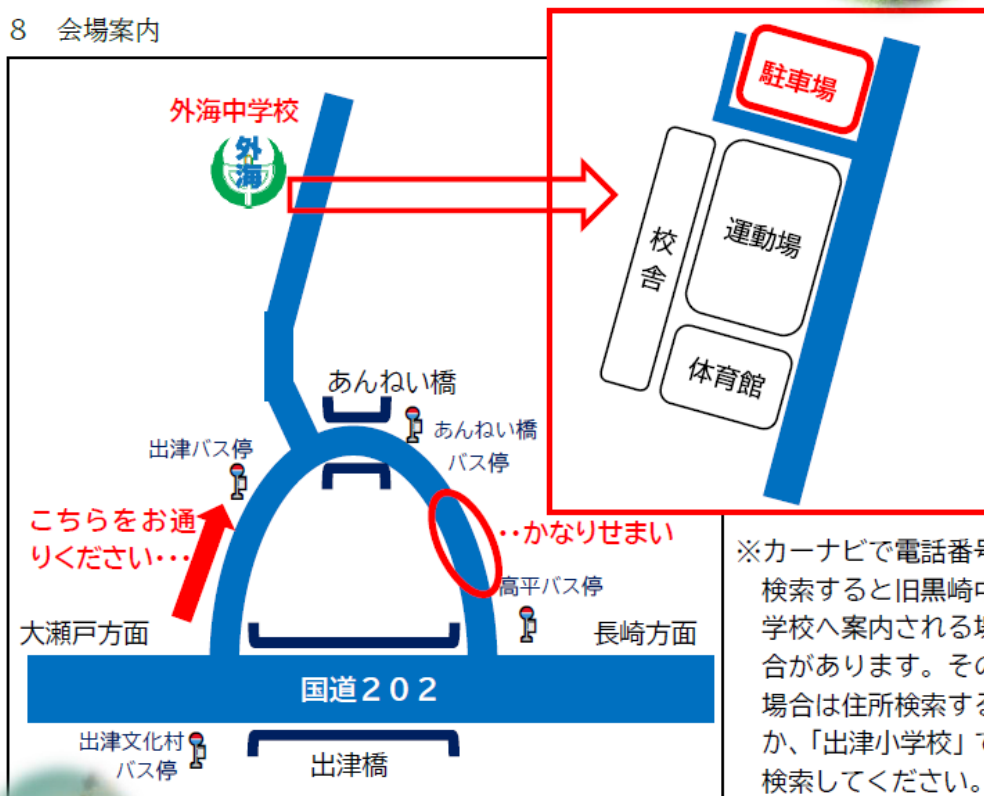 8　会場案内
外海中学校
外
海
駐車場
校
舎
運動場
体育館
あんねい橋
あんねい橋
バス停
出津バス停
こちらをお通
りください・・・
・・かなりせまい
高平バス停
大瀬戸方面
長崎方面
国道２０２
出津文化村
バス停
出津橋
※カーナビで電話番号
検索すると旧黒崎中
学校へ案内される場
合があります。その
場合は住所検索する
か、「出津小学校」で
検索してください。